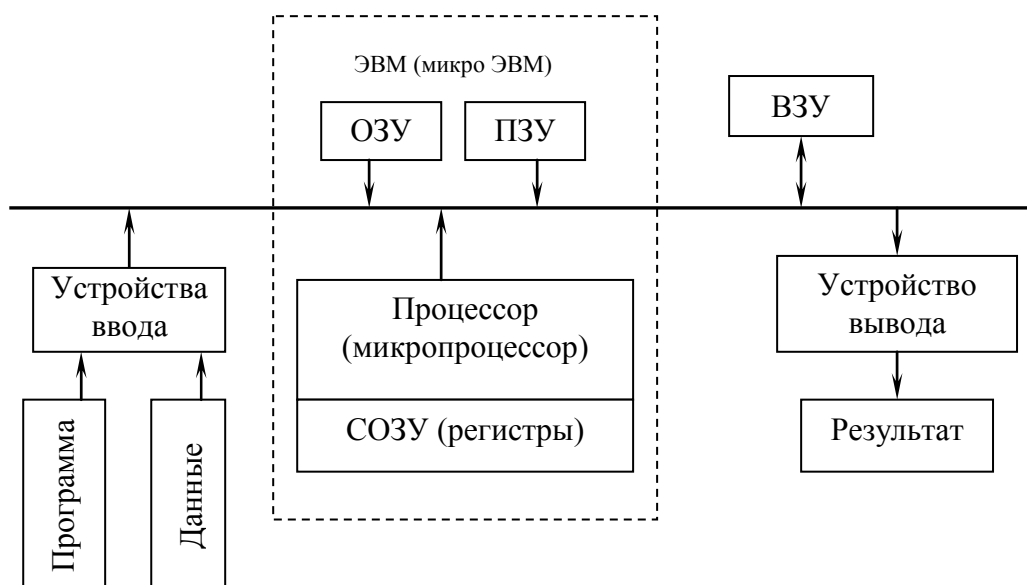 ЭВМ (микро ЭВМ)
ОЗУ
ПЗУ
ВЗУ
Устройства
ввода
Процессор
(микропроцессор)
СОЗУ (регистры)
Устройство
вывода
Результат
Программа
Данные